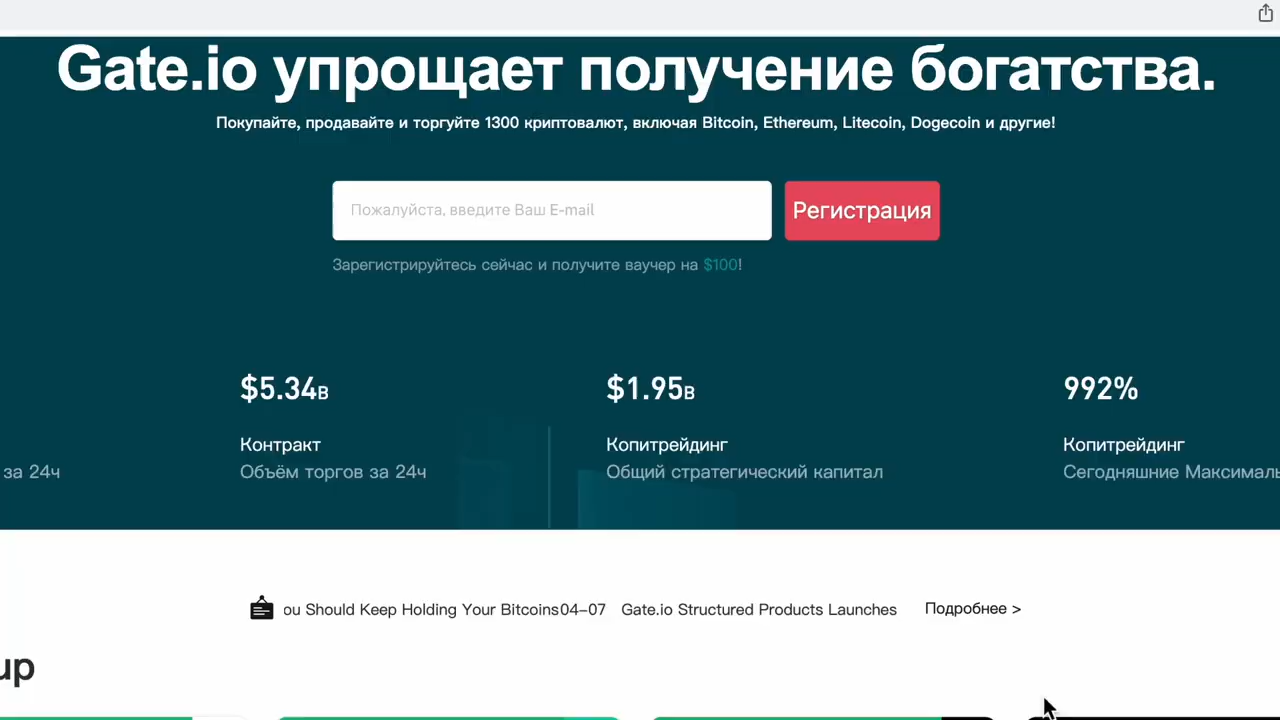 Gate.io упрощает получение богатства.
Покупайте, продавайте и торгуйте 1300 криптовалют, включая Bitcoin, Ethereum, Litecoin, Dogecoin и другие!
Пожалуйста, введите Ваш E-mail
Регистрация
Зарегистрируйтесь сейчас и получите ваучер на $100!
$5.34B
$1.95B
992%
Контракт
Копитрейдинг
Копитрейдинг
за 24ч
Объём торгов за 24ч
Общий стратегический капитал
Сегодняшние Максималь
ou Should Keep Holding Your Bitcoins04-07
Gate.io Structured Products Launches
Подробнее >
up